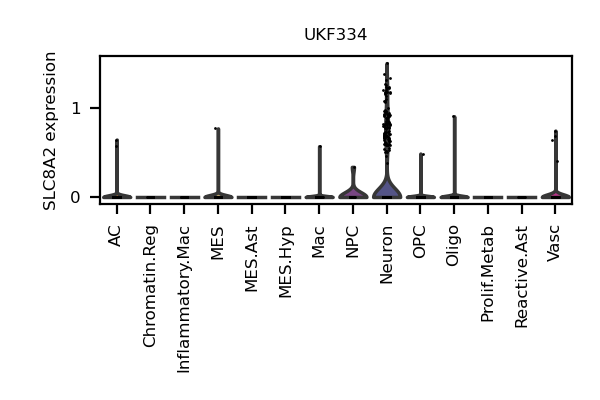 UKF334
SLC8A2 expression
1
0
AC
Chromatin.Reg
Inflammatory.Mac
MES
MES.Ast
MES.Hyp
Mac
NPC
Neuron
OPC
Oligo
Prolif.Metab
Reactive.Ast
Vasc